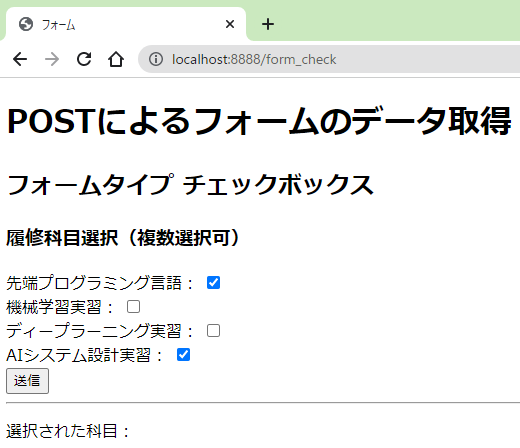 フォーム
localhost:8888/form_check
POSTによるフォームのデータ取得
フォームタイプ チェックボックス
履修科目選択（複数選択可）
先端プログラミング言語：
機械学習実習：
ディープラーニング実習：
AIシステム設計実習：
送信
選択された科目：